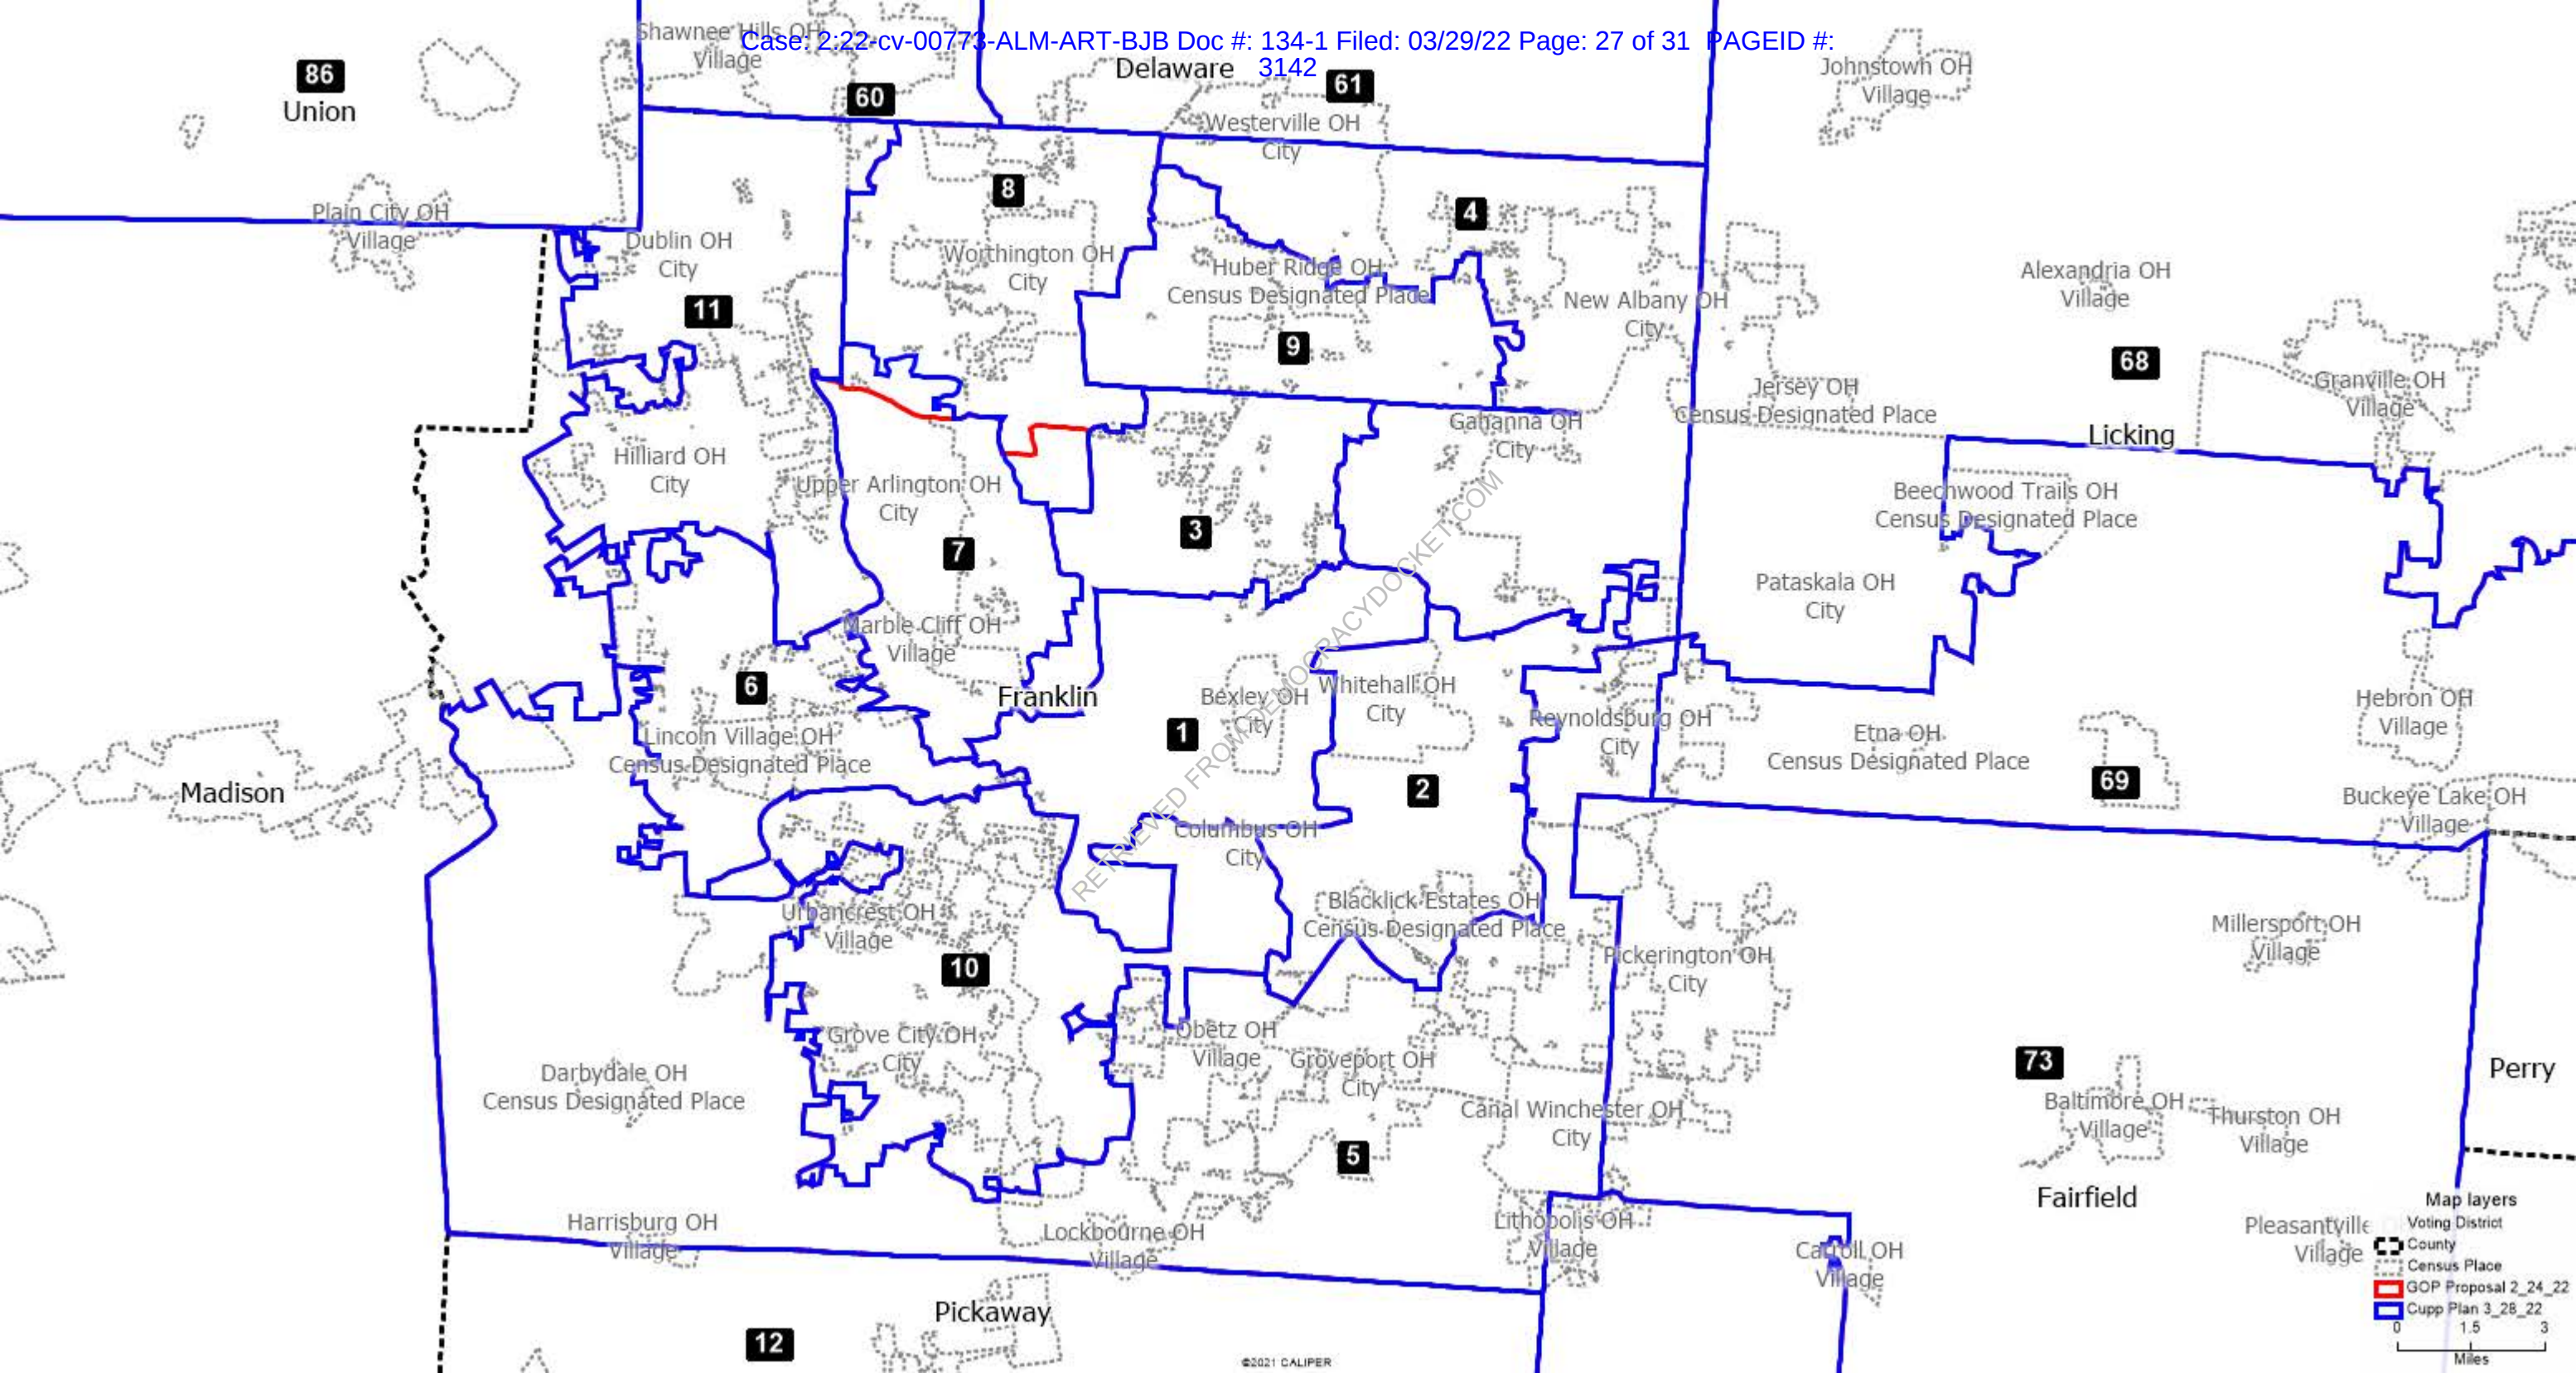 Case: 2:22-cv-00773-ALM-ART-BJB Doc #: 134-1 Filed: 03/29/22 Page: 27 of 31 PAGEID #:
3142
Shawnee Hills OH
Village
86
Union
60
Delaware
61
Johnstown OH
Village
Westerville OH
City
8
4
Plain City OH
Village
Dublin OH
City
Worthington OH
City
Huber Ridge OH
Census Designated Place
New Albany OH
City
Alexandria OH
Village
11
9
68
Jersey OH
Census Designated Place
Granville OH
Village
Gahanna OH
City
Licking
Hilliard OH
City
Upper Arlington OH
City
Beechwood Trails OH
Census Designated Place
3
7
Pataskala OH
City
Marble Cliff OH
Village
6
Franklin
Bexley OH
City
Whitehall OH
City
Reynoldsburg OH
City
Hebron OH
Village
1
Lincoln Village OH
Census Designated Place
Etna OH
Census Designated Place
Madison
2
69
Buckeye Lake OH
Village
Columbus OH
City
RETRIEVED FROM DEMOCRACYDOCKET.COM
Urbancrest OH
Village
Blacklick Estates OH
Census Designated Place
Millersport OH
Village
10
Pickerington OH
City
Grove City OH
City
Obetz OH
Village
Groveport OH
City
73
Perry
Darbydale OH
Census Designated Place
Canal Winchester OH
City
Baltimore OH
Village
Thurston OH
Village
5
Fairfield
Harrisburg OH
Village
Lockbourne OH
Village
Lithopolis OH
Village
Carroll OH
Village
Pleasantville
Village
Pickaway
12
©2021 CALIPER
Map layers
Voting District
County
Census Place
GOP Proposal 2_24_22
Cupp Plan 3_28_22
0 1.5 3
Miles